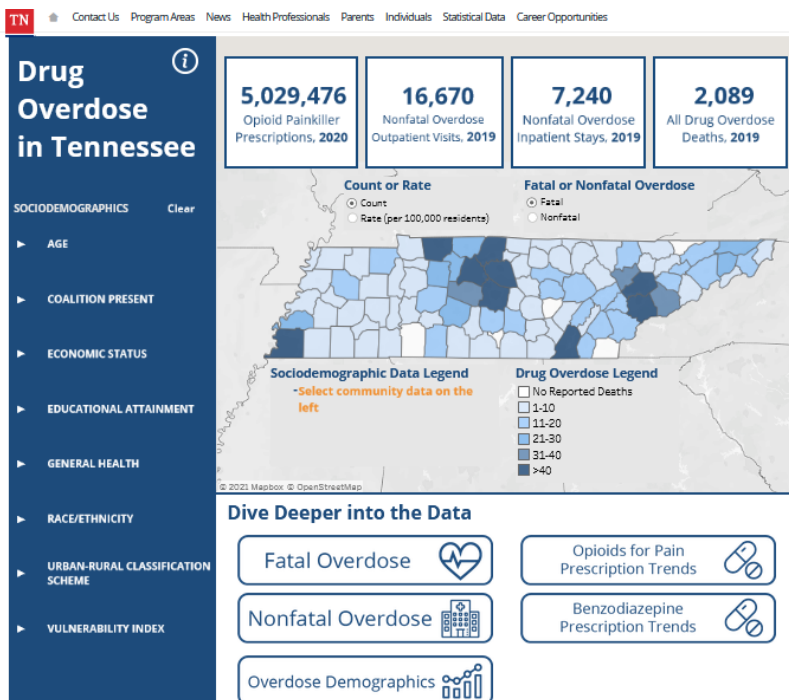 TN
Contact Us Program Areas News Health Professionals Parents Individuals Statistical Data Career Opportunities
Drug
Overdose
in Tennessee
i
SOCIODEMOGRAPHICS Clear
AGE
COALITION PRESENT
ECONOMIC STATUS
EDUCATIONAL ATTAINMENT
GENERAL HEALTH
RACE/ETHNICITY
URBAN-RURAL CLASSIFICATION
SCHEME
VULNERABILITY INDEX
5,029,476
Opioid Painkiller
Prescriptions, 2020
16,670
Nonfatal Overdose
Outpatient Visits, 2019
7,240
Nonfatal Overdose
Inpatient Stays, 2019
2,089
All Drug Overdose
Deaths, 2019
Count or Rate
Count
Rate (per 100,000 residents)
Fatal or Nonfatal Overdose
Fatal
Nonfatal
Sociodemographic Data Legend
-Select community data on the
left
Drug Overdose Legend
No Reported Deaths
1-10
11-20
21-30
31-40
>40
© 2021 Mapbox © OpenStreetMap
Dive Deeper into the Data
Fatal Overdose
Opioids for Pain
Prescription Trends
Nonfatal Overdose
Benzodiazepine
Prescription Trends
Overdose Demographics